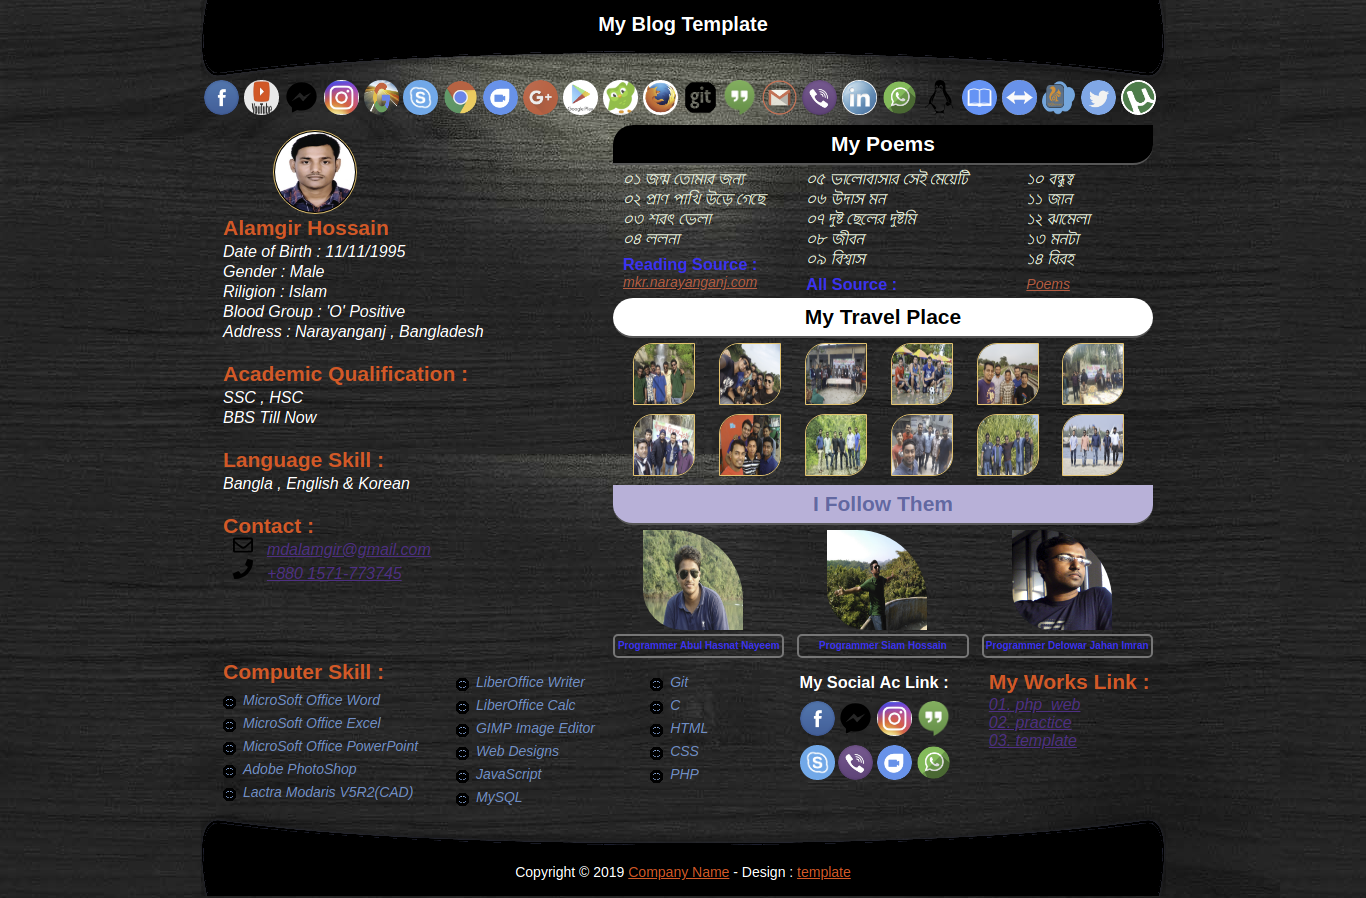 My Blog Template
YouTube
Google Play
git
Alamgir Hossain
Date of Birth : 11/11/1995
Gender : Male
Riligion : Islam
Blood Group : 'O' Positive
Address : Narayanganj , Bangladesh
Academic Qualification :
SSC , HSC
BBS Till Now
Language Skill :
Bangla , English & Korean
Contact :
mdalamgir@gmail.com
+880 1571-773745
My Poems
০১ জন্ম তোমার জন্য
০২ প্রাণ পাখি উড়ে গেছে
০৩ শরৎ ভেলা
০৪ ললনা
Reading Source :
mkr.narayanganj.com
০৫ ভালোবাসার সেই মেয়েটি
০৬ উদাস মন
০৭ দুষ্ট ছেলের দুষ্টমি
০৮ জীবন
০৯ বিশ্বাস
All Source :
১০ বন্ধুত্ব
১১ জান
১২ ঝামেলা
১৩ মনটা
১৪ বিরহ
Poems
My Travel Place
I Follow Them
Programmer Abul Hasnat Nayeem
Programmer Siam Hossain
Programmer Delowar Jahan Imran
Computer Skill :
MicroSoft Office Word
MicroSoft Office Excel
MicroSoft Office PowerPoint
Adobe PhotoShop
Lactra Modaris V5R2(CAD)
LiberOffice Writer
LiberOffice Calc
GIMP Image Editor
Web Designs
JavaScript
MySQL
Git
C
HTML
CSS
PHP
My Social Ac Link :
My Works Link :
01. php_web
02. practice
03. template
Copyright © 2019 Company Name - Design : template